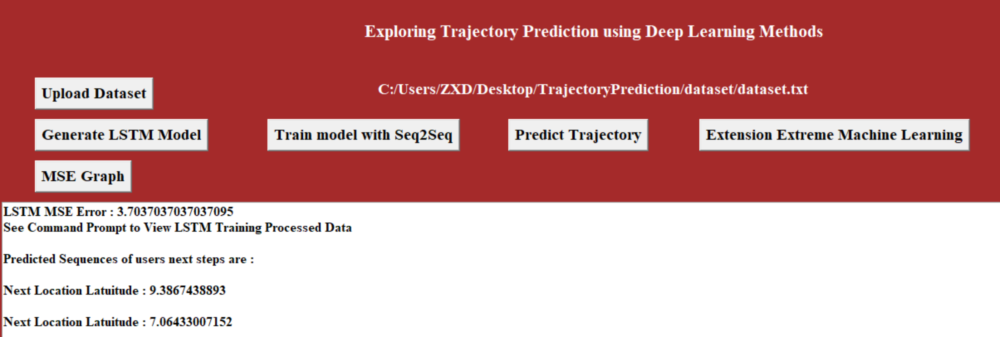 Exploring Trajectory Prediction using Deep Learning Methods
Upload Dataset
C:/Users/ZXD/Desktop/TrajectoryPrediction/dataset/dataset.txt
Generate LSTM Model
Train model with Seq2Seq
Predict Trajectory
Extension Extreme Machine Learning
MSE Graph
LSTM MSE Error : 3.7037037037037095
See Command Prompt to View LSTM Training Processed Data
Predicted Sequences of users next steps are :
Next Location Latuitude : 9.3867438893
Next Location Latuitude : 7.06433007152